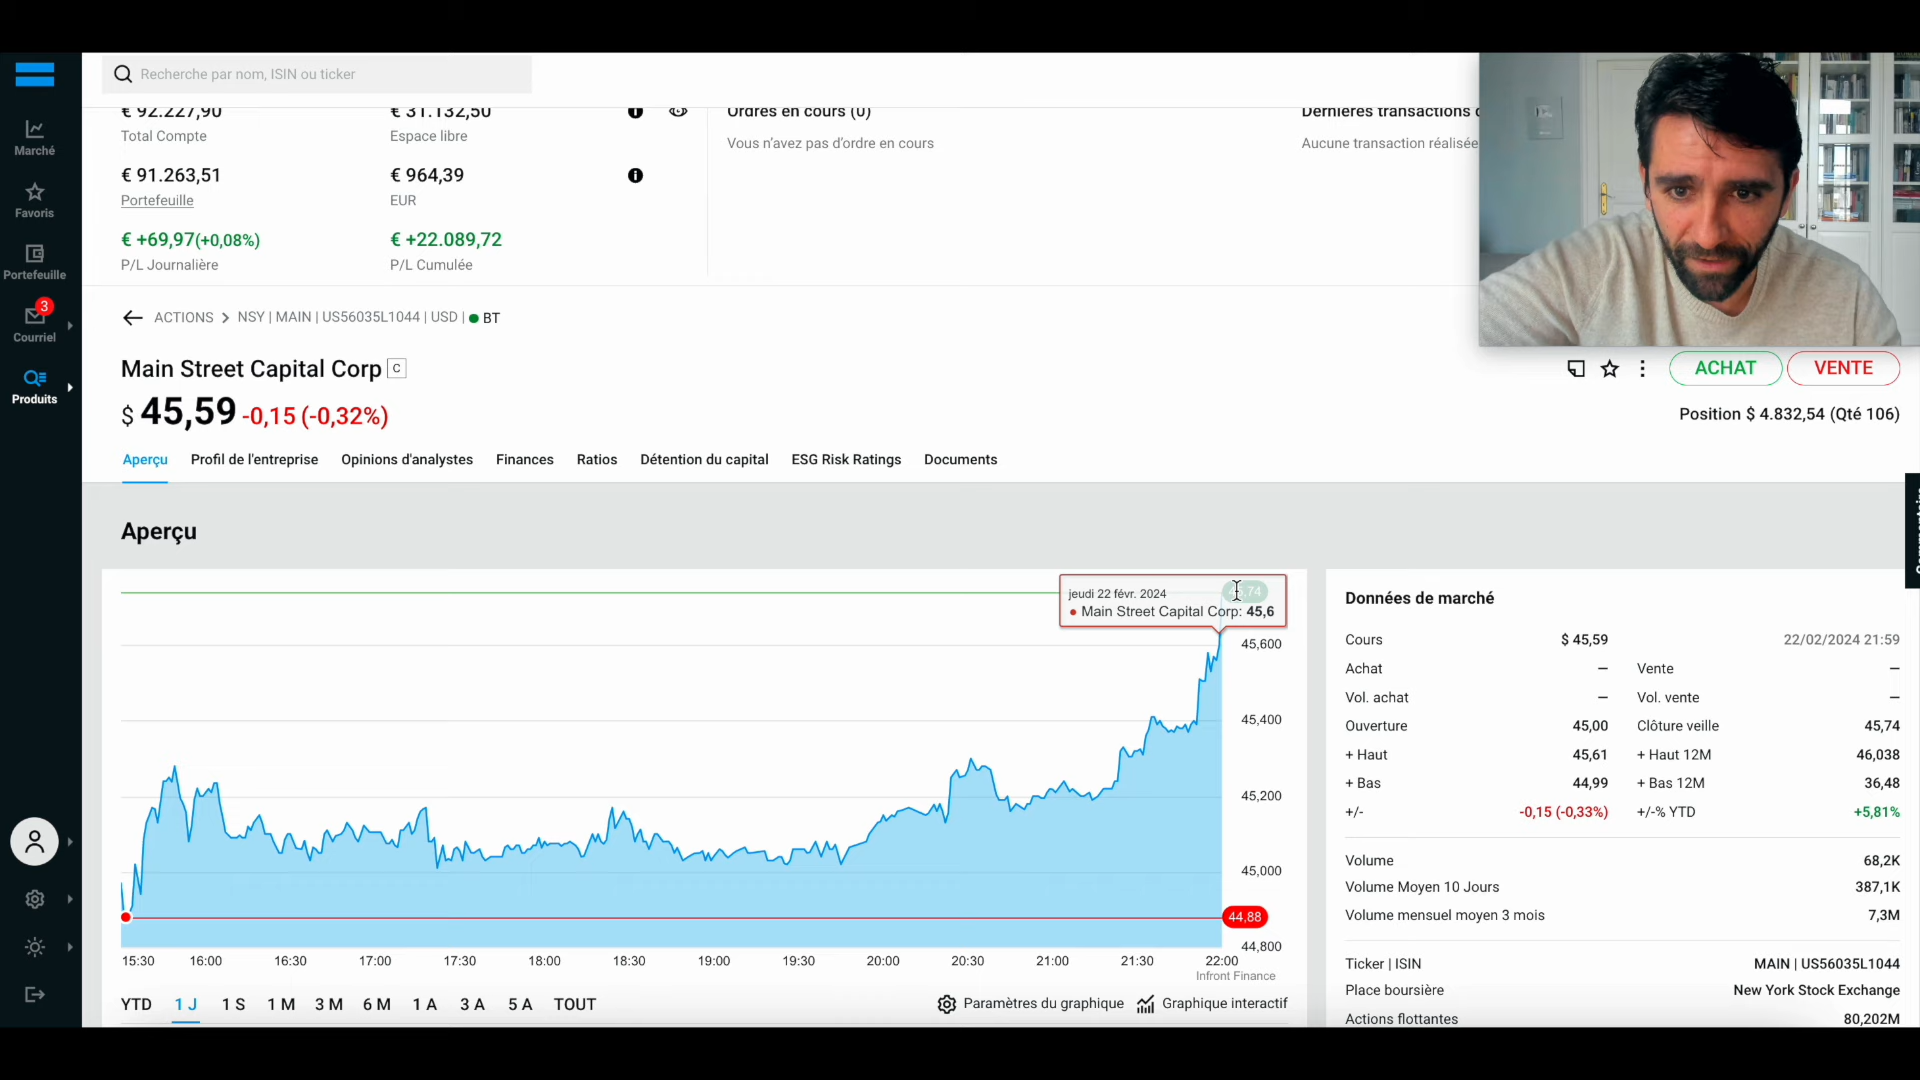 Recherche par nom, ISIN ou ticker
€ 92.227,90
€ 31.132,50
Ordres en cours (0)
Dernières transactions
Total Compte
Espace libre
Vous n'avez pas d'ordre en cours
Aucune transaction réalisée
€ 91.263,51
€ 964,39
Portefeuille
EUR
€ +69,97(+0,08%)
€ +22.089,72
P/L Journalière
P/L Cumulée
Marché
Favoris
Portefeuille
3
Courriel
Produits
ACTIONS > NSY | MAIN | US56035L1044 | USD | BT
Main Street Capital Corp C
$ 45,59 -0,15 (-0,32%)
ACHAT
VENTE
Position $ 4.832,54 (Qté 106)
Aperçu
Profil de l'entreprise
Opinions d'analystes
Finances
Ratios
Détention du capital
ESG Risk Ratings
Documents
Aperçu
jeudi 22 févr. 2024
Main Street Capital Corp: 45,6
45,600
45,400
45,200
45,000
44,88
44,800
15:30 16:00 16:30 17:00 17:30 18:00 18:30 19:00 19:30 20:00 20:30 21:00 21:30 22:00
Infront Finance
YTD 1 J 1 S 1 M 3 M 6 M 1 A 3 A 5 A TOUT
Paramètres du graphique
Graphique interactif
Données de marché
Cours $ 45,59 22/02/2024 21:59
Achat — Vente —
Vol. achat — Vol. vente —
Ouverture 45,00 Clôture veille 45,74
+ Haut 45,61 + Haut 12M 46,038
+ Bas 44,99 + Bas 12M 36,48
+/- -0,15 (-0,33%) +/-% YTD +5,81%
Volume 68,2K
Volume Moyen 10 Jours 387,1K
Volume mensuel moyen 3 mois 7,3M
Ticker | ISIN MAIN | US56035L1044
Place boursière New York Stock Exchange
Actions flottantes 80,202M